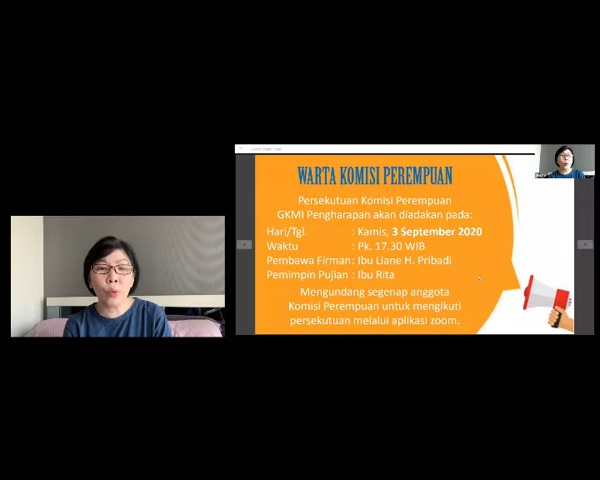 WARTA KOMISI PEREMPUAN
Persekutuan Komisi Perempuan
GKMI Pengharapan akan diadakan pada:
Hari/Tgl. : Kamis, 3 September 2020
Waktu : Pk. 17.30 WIB
Pembawa Firman : Ibu Liane H. Pribadi
Pemimpin Pujian : Ibu Rita
Mengundang segenap anggota
Komisi Perempuan untuk mengikuti
persekutuan melalui aplikasi zoom.